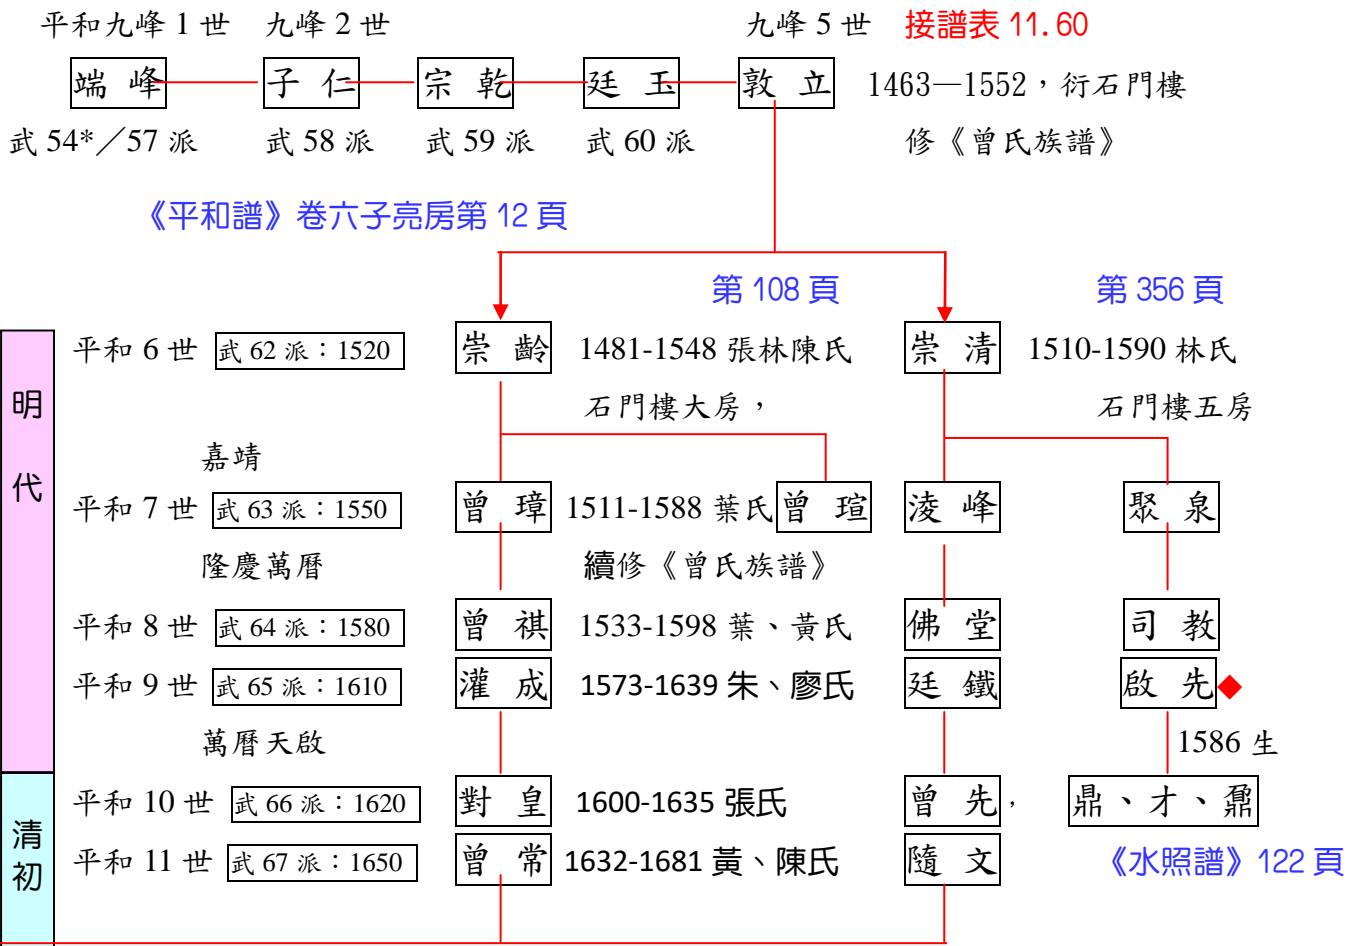 平和九峰 1 世 九峰 2 世 九峰 5 世 接譜表 11.60
端峰 子仁 宗乾 廷玉 敦立 1463—1552，衍石門樓
武 54*／57 派 武 58 派 武 59 派 武 60 派 修《曾氏族譜》
《平和譜》卷六子亮房第 12 頁
第 108 頁 第 356 頁
平和 6 世 武 62 派：1520 崇齡 1481-1548 張林陳氏 崇清 1510-1590 林氏
明代
石門樓大房， 石門樓五房
嘉靖
平和 7 世 武 63 派：1550 曾璋 1511-1588 葉氏 曾瑄 淩峰 聚泉
隆慶萬曆 續修《曾氏族譜》
平和 8 世 武 64 派：1580 曾祺 1533-1598 葉、黃氏 佛堂 司教
平和 9 世 武 65 派：1610 灌成 1573-1639 朱、廖氏 廷鐵 啟先
萬曆天啟 1586 生
平和 10 世 武 66 派：1620 對皇 1600-1635 張氏 曾先， 鼎、才、鼐
清初
平和 11 世 武 67 派：1650 曾常 1632-1681 黃、陳氏 隨文 《水照譜》122 頁